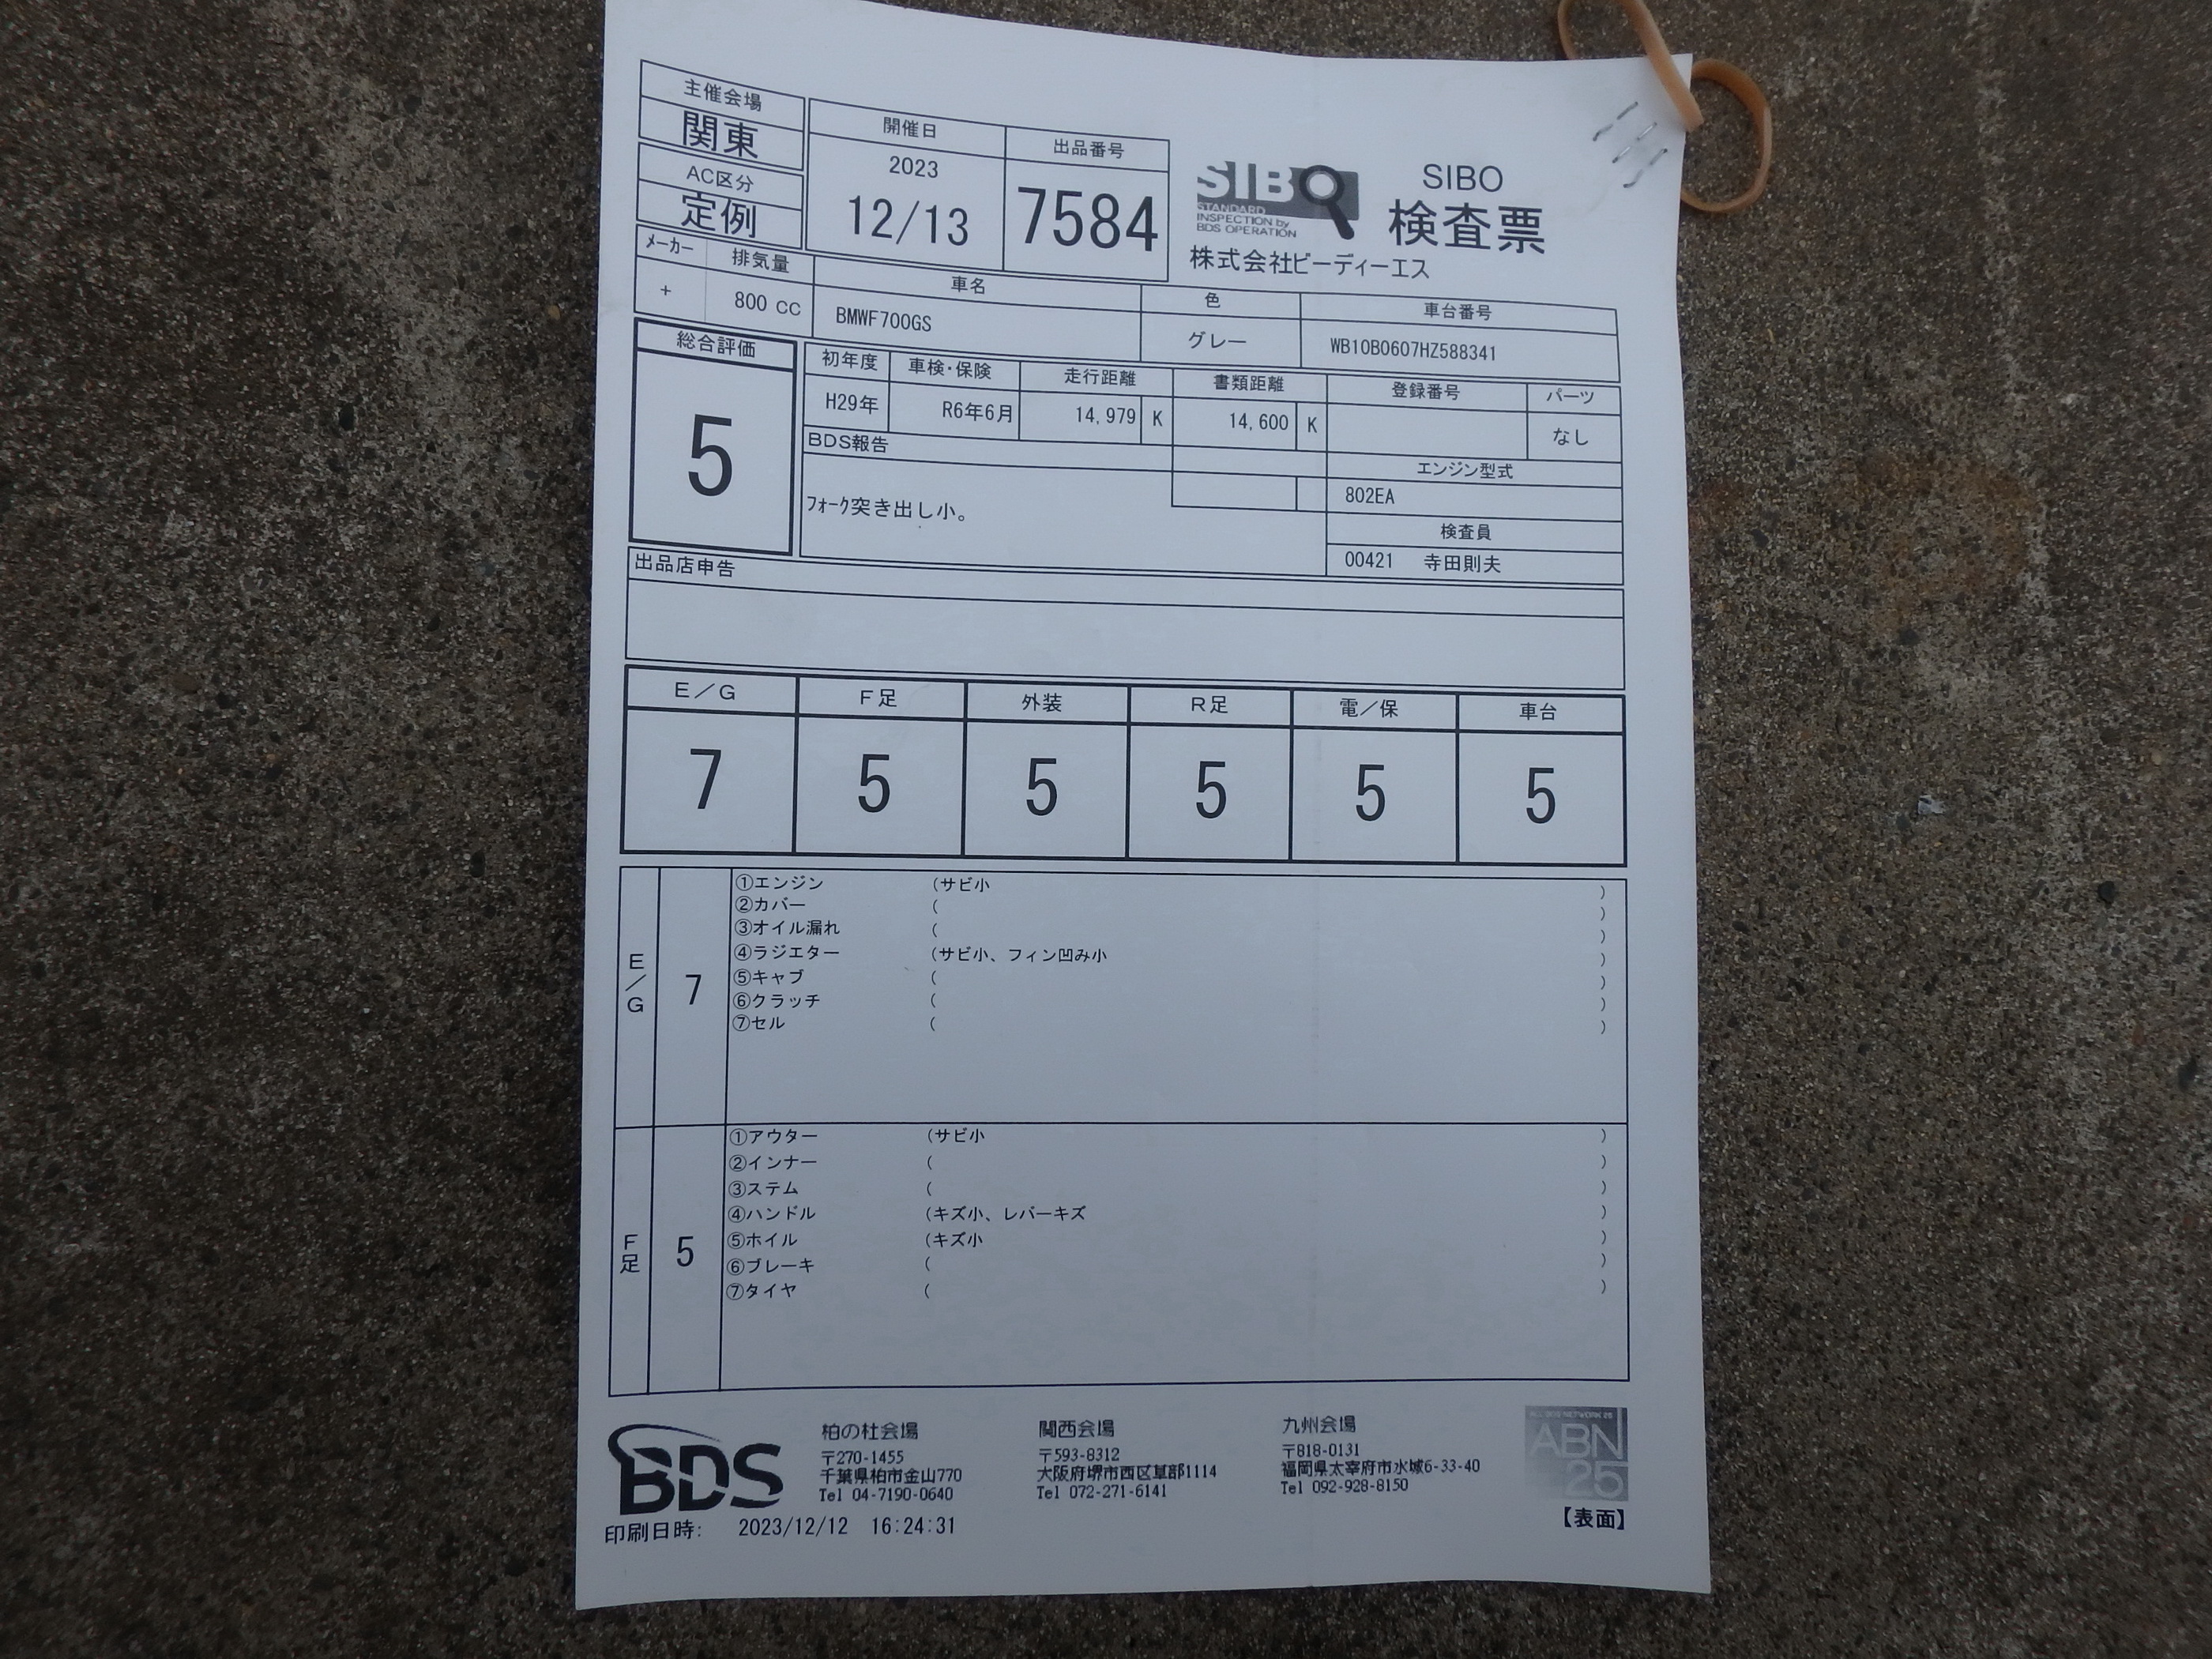 主催会場
関東
AC区分
定例
開催日
2023
12/13
出品番号
7584
SIBO
STANDARD
INSPECTION by
BDS OPERATION
SIBO
検査票
株式会社ビーディーエス
メーカー 排気量 車名 色 車台番号
+ 800 CC BMWF700GS グレー WB10B0607HZ588341
総合評価
5
初年度 車検・保険 走行距離 書類距離 登録番号 パーツ
H29年 R6年6月 14,979 K 14,600 K なし
BDS報告
フォーク突き出し小。
エンジン型式
802EA
検査員
00421 寺田則夫
出品店申告
E/G F足 外装 R足 電/保 車台
7 5 5 5 5 5
E/G
7
①エンジン (サビ小 )
②カバー ( )
③オイル漏れ ( )
④ラジエター (サビ小、フィン凹み小 )
⑤キャブ ( )
⑥クラッチ ( )
⑦セル ( )
F足
5
①アウター (サビ小 )
②インナー ( )
③ステム ( )
④ハンドル (キズ小、レバーキズ )
⑤ホイル (キズ小 )
⑥ブレーキ ( )
⑦タイヤ ( )
BDS
柏の杜会場
〒270-1455
千葉県柏市金山770
Tel 04-7190-0640
関西会場
〒593-8312
大阪府堺市西区草部1114
Tel 072-271-6141
九州会場
〒818-0131
福岡県太宰府市水城6-33-40
Tel 092-928-8150
ABN
25
【表面】
印刷日時: 2023/12/12 16:24:31